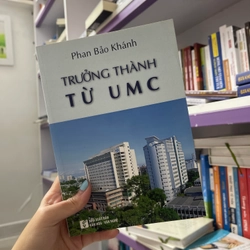 Phan Bảo Khánh
TRƯỞNG THÀNH
TỪ UMC